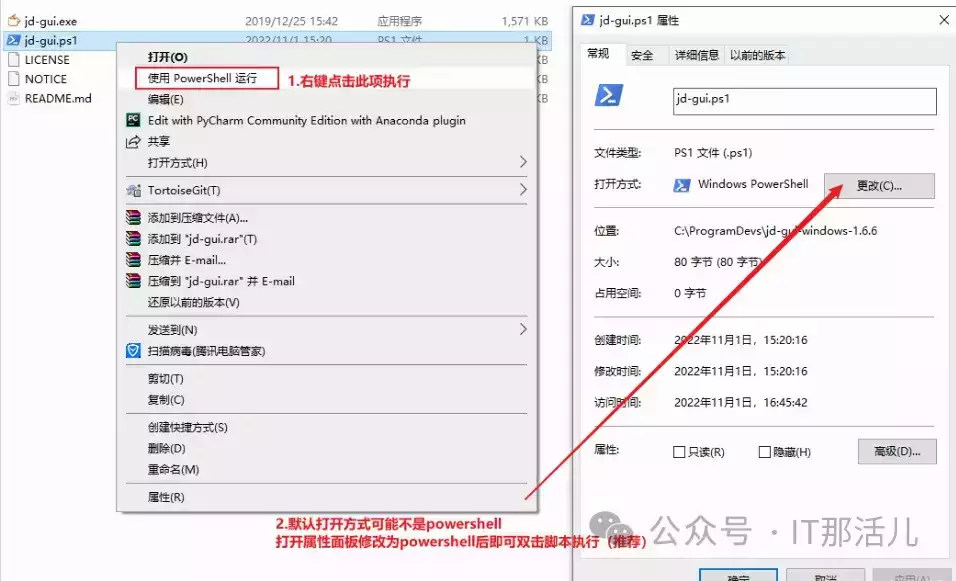 jd-gui.exe 2019/12/25 15:42 应用程序 1,571 KB
jd-gui.ps1 2022/11/1 15:20 PS1 文件 1 KB
LICENSE KB
NOTICE KB
README.md KB
打开(O)
使用 PowerShell 运行
1.右键点击此项执行
编辑(E)
Edit with PyCharm Community Edition with Anaconda plugin
共享
打开方式(H)
TortoiseGit(T)
添加到压缩文件(A)...
添加到 "jd-gui.rar"(T)
压缩并 E-mail...
压缩到 "jd-gui.rar" 并 E-mail
还原以前的版本(V)
发送到(N)
扫描病毒(腾讯电脑管家)
剪切(T)
复制(C)
创建快捷方式(S)
删除(D)
重命名(M)
属性(R)
2.默认打开方式可能不是powershell
打开属性面板修改为powershell后即可双击脚本执行（推荐）
jd-gui.ps1 属性
常规 安全 详细信息 以前的版本
jd-gui.ps1
文件类型: PS1 文件 (.ps1)
打开方式: Windows PowerShell 更改(C)...
位置: C:\ProgramDevs\jd-gui-windows-1.6.6
大小: 80 字节 (80 字节)
占用空间: 0 字节
创建时间: 2022年11月1日，15:20:16
修改时间: 2022年11月1日，15:20:16
访问时间: 2022年11月1日，16:45:42
属性: 只读(R) 隐藏(H) 高级(D)...
公众号 · IT那活儿
确定 取消 应用(A)